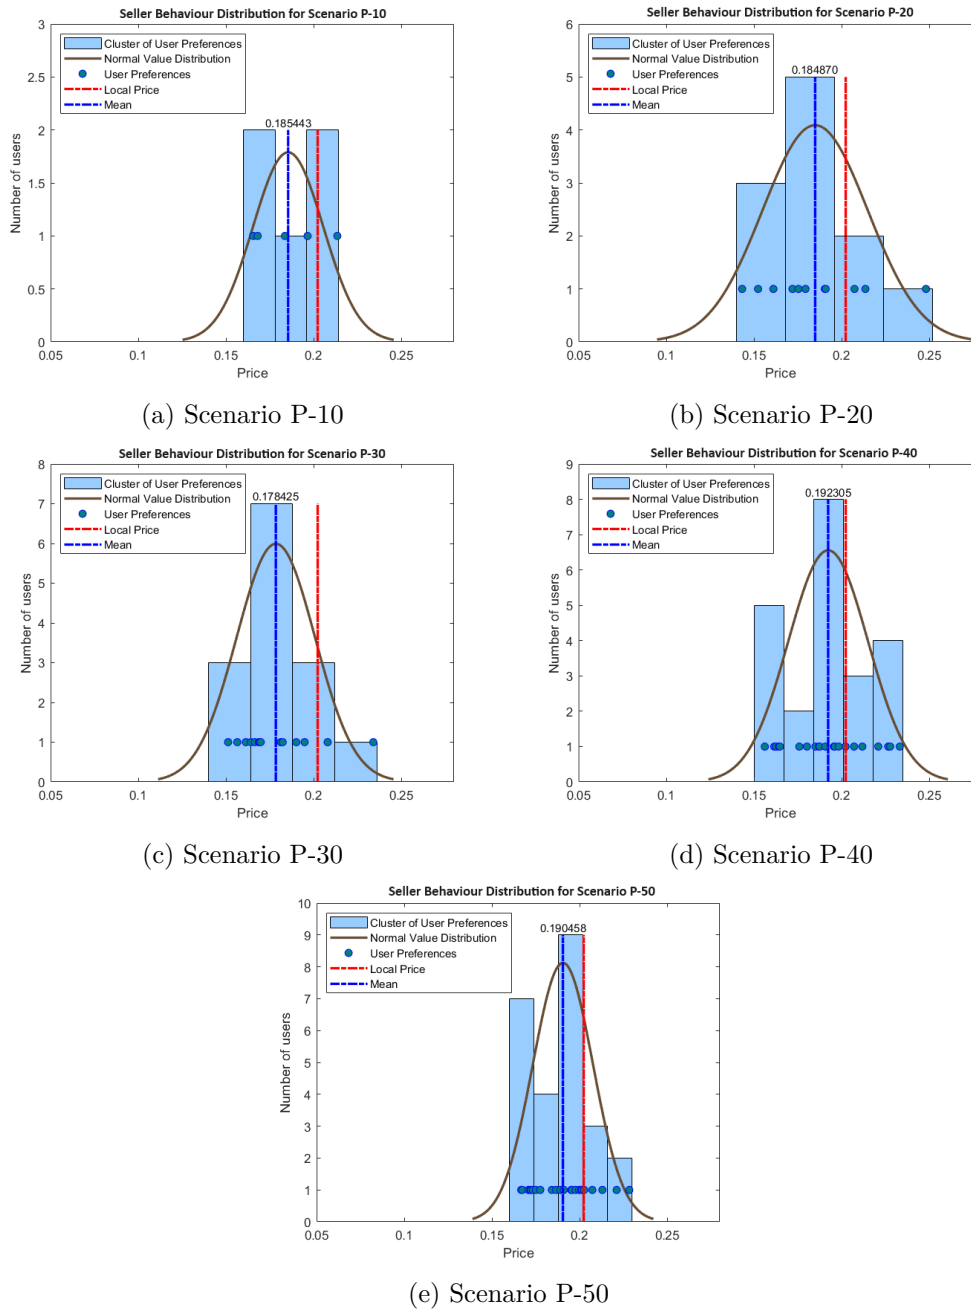 Seller Behaviour Distribution for Scenario P-10
3
2.5
2
1.5
1
0.5
0
Number of users
Cluster of User Preferences
Normal Value Distribution
User Preferences
Local Price
Mean
0.185443
0.05 0.1 0.15 0.2 0.25
Price
(a) Scenario P-10
Seller Behaviour Distribution for Scenario P-20
6
5
4
3
2
1
0
Number of users
Cluster of User Preferences
Normal Value Distribution
User Preferences
Local Price
Mean
0.184870
0.05 0.1 0.15 0.2 0.25
Price
(b) Scenario P-20
Seller Behaviour Distribution for Scenario P-30
8
7
6
5
4
3
2
1
0
Number of users
Cluster of User Preferences
Normal Value Distribution
User Preferences
Local Price
Mean
0.178425
0.05 0.1 0.15 0.2 0.25
Price
(c) Scenario P-30
Seller Behaviour Distribution for Scenario P-40
9
8
7
6
5
4
3
2
1
0
Number of users
Cluster of User Preferences
Normal Value Distribution
User Preferences
Local Price
Mean
0.192305
0.05 0.1 0.15 0.2 0.25
Price
(d) Scenario P-40
Seller Behaviour Distribution for Scenario P-50
10
9
8
7
6
5
4
3
2
1
0
Number of users
Cluster of User Preferences
Normal Value Distribution
User Preferences
Local Price
Mean
0.190458
0.05 0.1 0.15 0.2 0.25
Price
(e) Scenario P-50